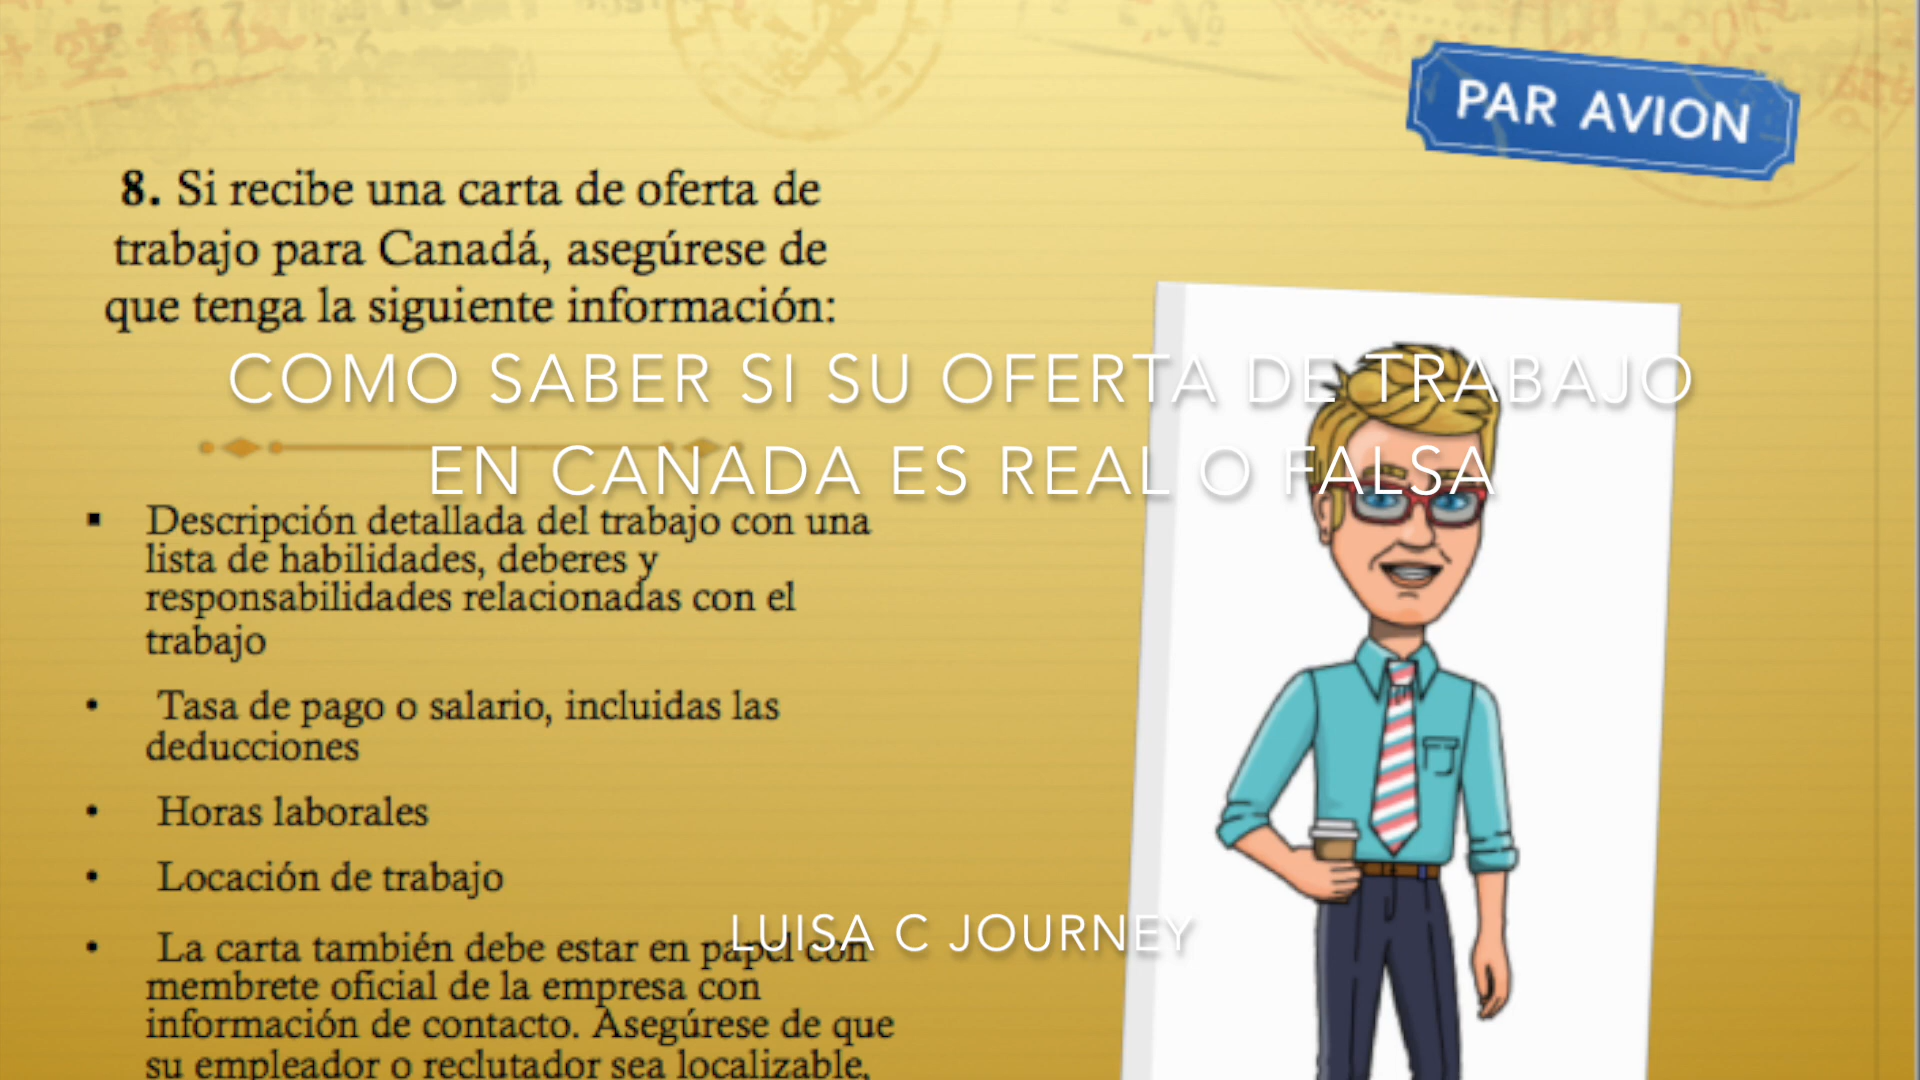 PAR AVION
8. Si recibe una carta de oferta de
trabajo para Canadá, asegúrese de
que tenga la siguiente información:
COMO SABER SI SU OFERTA DE TRABAJO
EN CANADA ES REAL O FALSA
▪ Descripción detallada del trabajo con una
lista de habilidades, deberes y
responsabilidades relacionadas con el
trabajo
• Tasa de pago o salario, incluidas las
deducciones
• Horas laborales
• Locación de trabajo
LUISA C JOURNEY
• La carta también debe estar en papel con
membrete oficial de la empresa con
información de contacto. Asegúrese de que
su empleador o reclutador sea localizable,